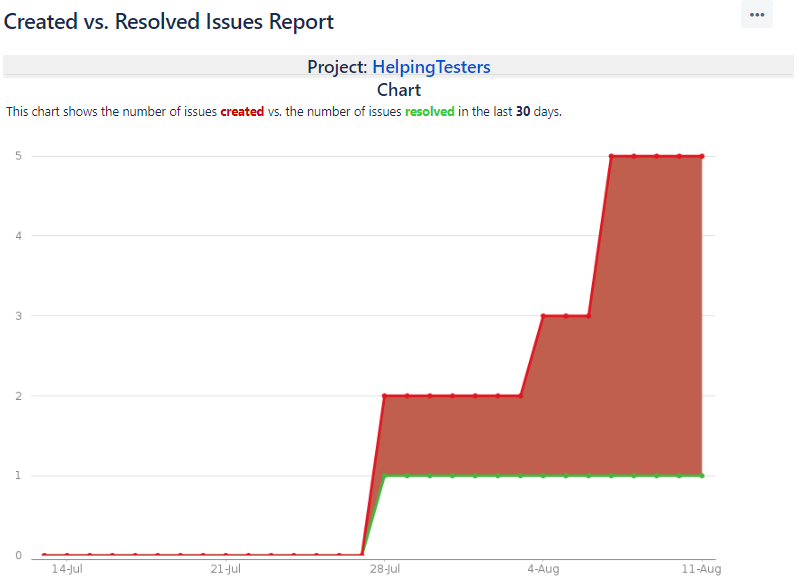 Created vs. Resolved Issues Report
Project: HelpingTesters
Chart
This chart shows the number of issues created vs. the number of issues resolved in the last 30 days.
5
4
3
2
1
0
14-Jul 21-Jul 28-Jul 4-Aug 11-Aug